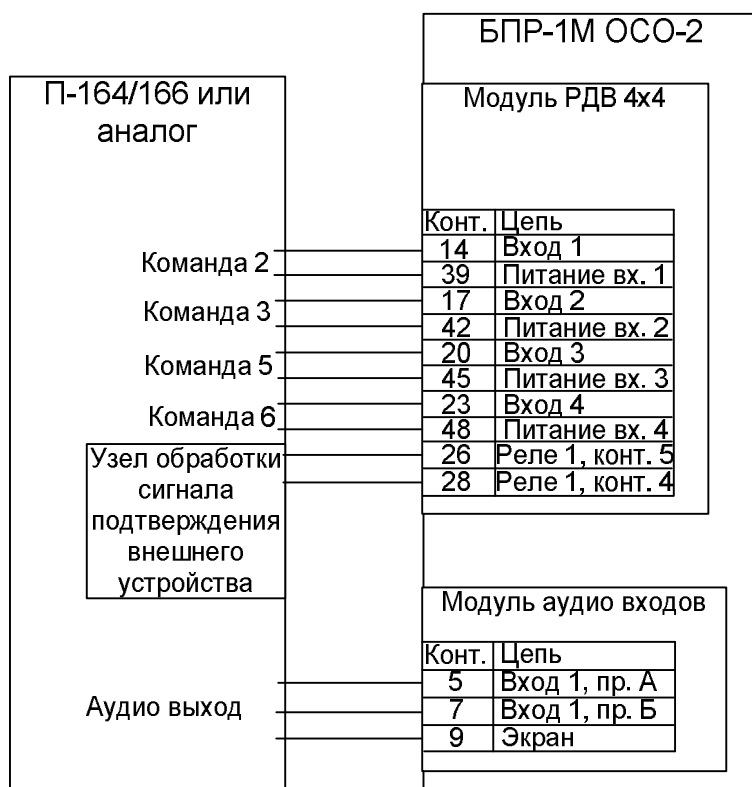 БПР-1М ОСО-2
П-164/166 или
аналог
Модуль РДВ 4х4
Конт. Цепь
Команда 2
14 Вход 1
39 Питание вх. 1
Команда 3
17 Вход 2
42 Питание вх. 2
Команда 5
20 Вход 3
45 Питание вх. 3
Команда 6
23 Вход 4
48 Питание вх. 4
26 Реле 1, конт. 5
28 Реле 1, конт. 4
Узел обработки
сигнала
подтверждения
внешнего
устройства
Модуль аудио входов
Конт. Цепь
Аудио выход
5 Вход 1, пр. А
7 Вход 1, пр. Б
9 Экран